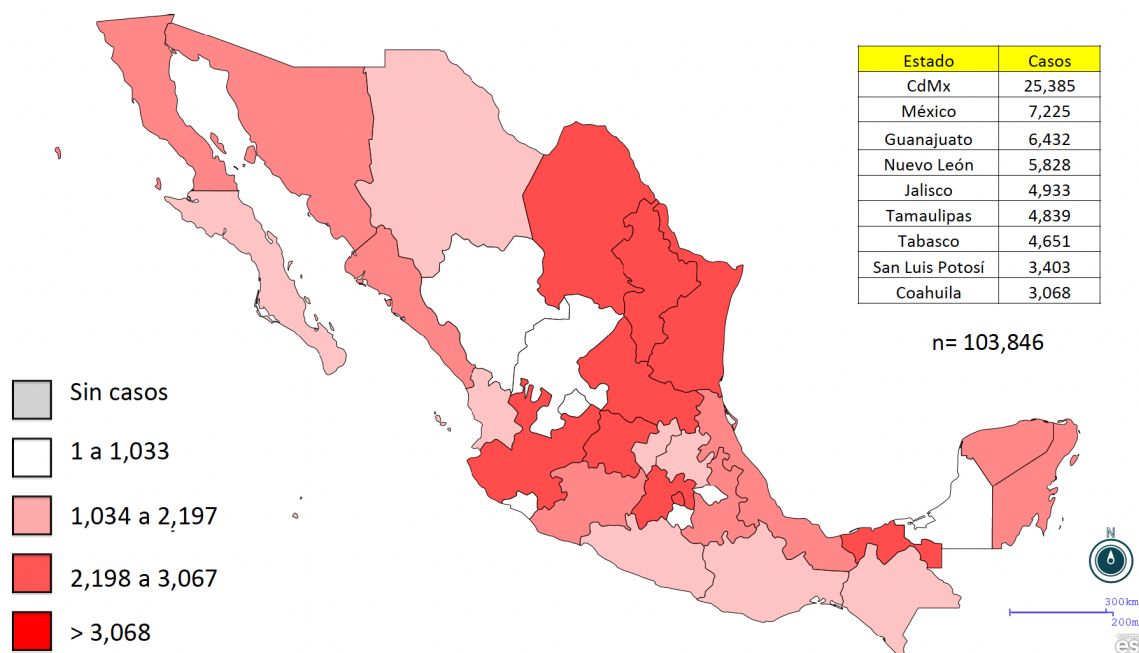 Estado Casos
CdMx 25,385
México 7,225
Guanajuato 6,432
Nuevo León 5,828
Jalisco 4,933
Tamaulipas 4,839
Tabasco 4,651
San Luis Potosí 3,403
Coahuila 3,068
n= 103,846
Sin casos
1 a 1,033
1,034 a 2,197
2,198 a 3,067
> 3,068
N
300km
200m
es